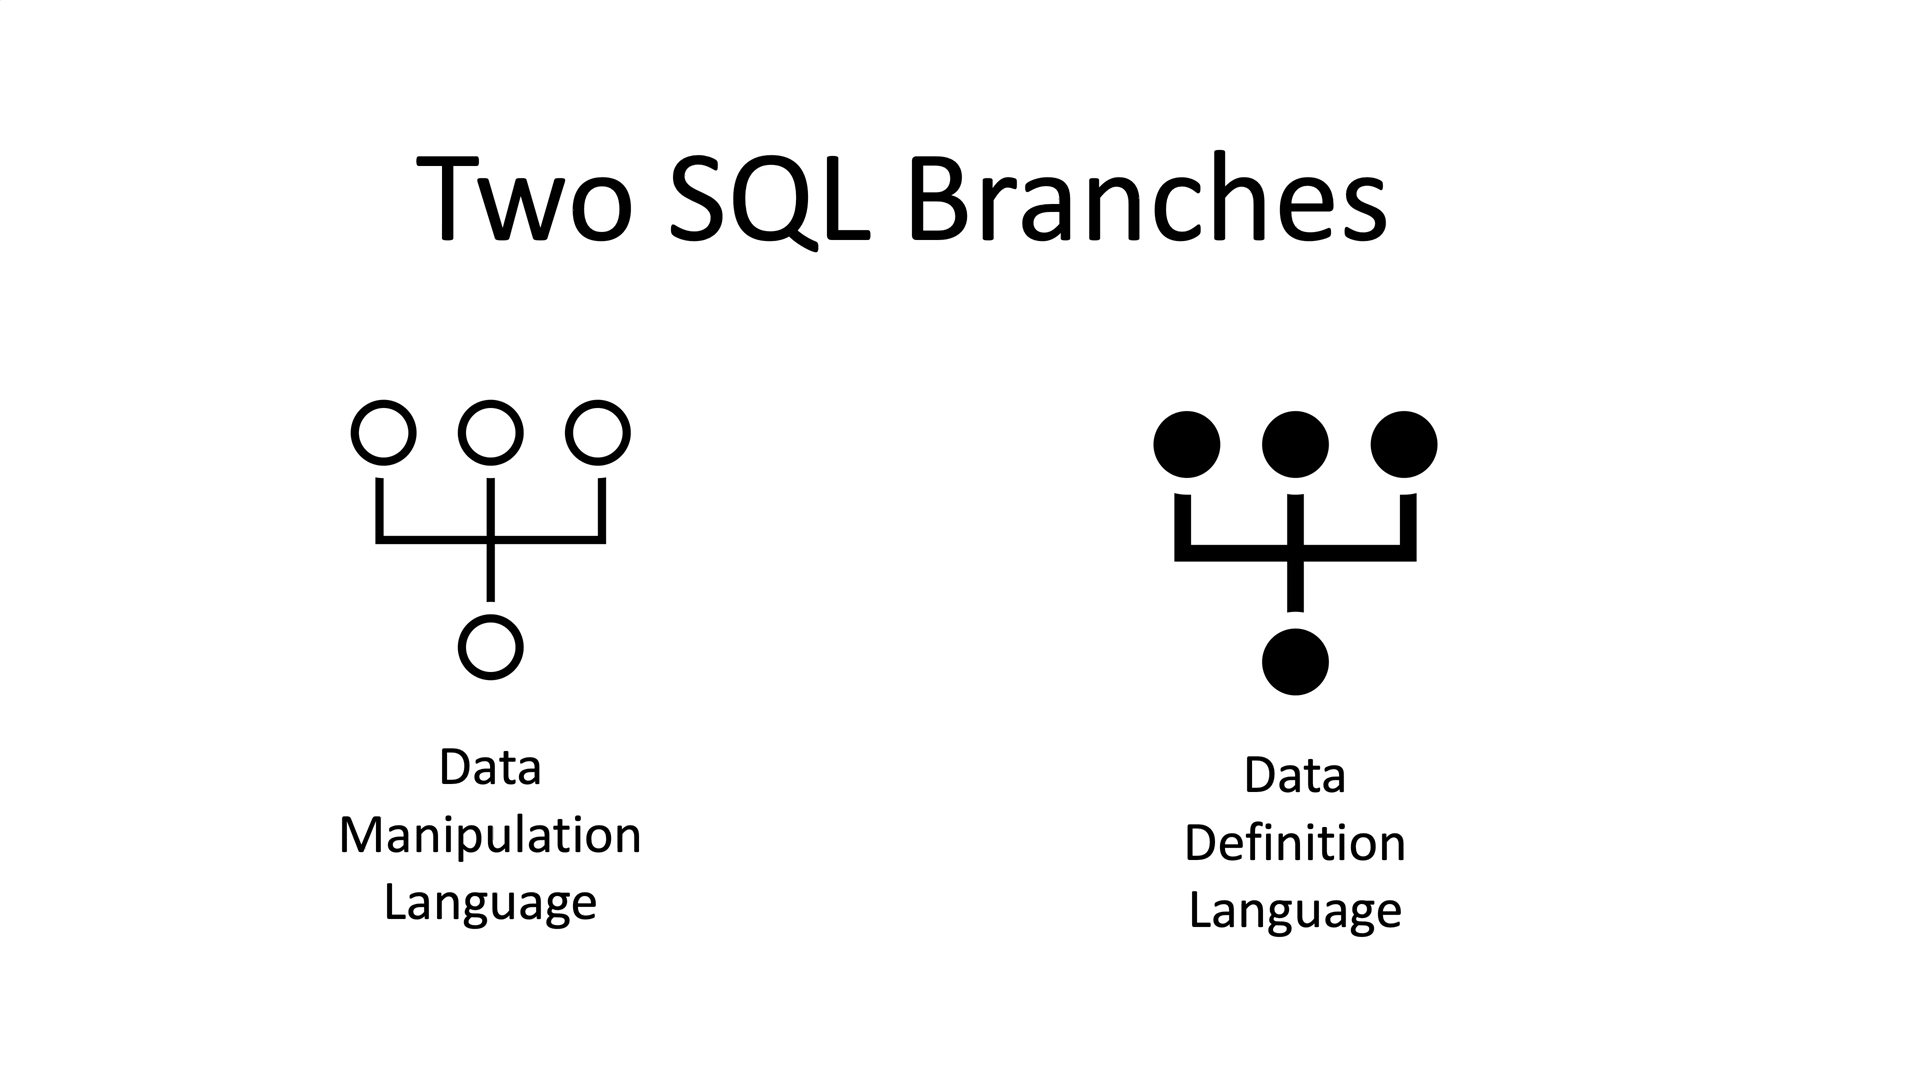 Two SQL Branches
Data
Manipulation
Language
Data
Definition
Language